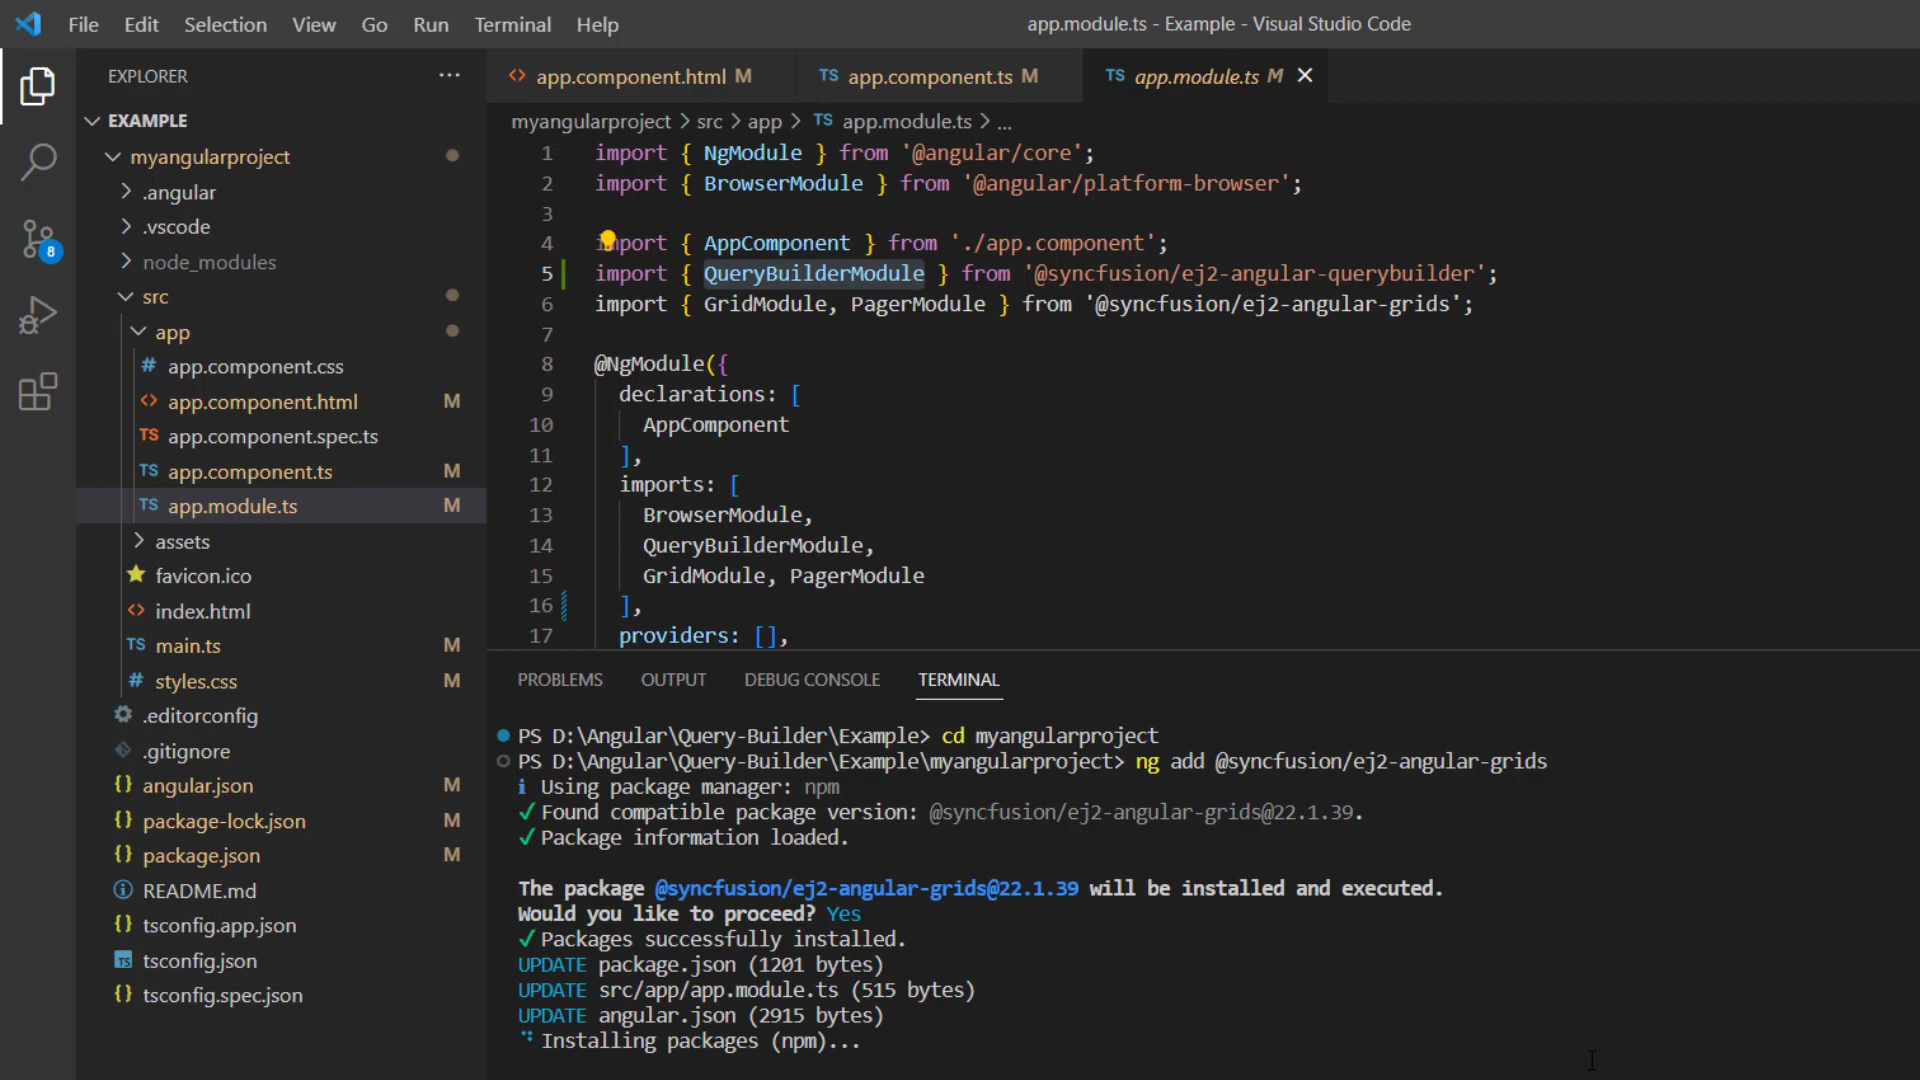 File Edit Selection View Go Run Terminal Help
app.module.ts - Example - Visual Studio Code
EXPLORER ...
EXAMPLE
myangularproject
.angular
.vscode
node_modules
src
app
# app.component.css
<> app.component.html M
TS app.component.spec.ts
TS app.component.ts M
TS app.module.ts M
assets
favicon.ico
<> index.html
TS main.ts M
# styles.css M
.editorconfig
.gitignore
{} angular.json M
{} package-lock.json M
{} package.json M
README.md
{} tsconfig.app.json
TS tsconfig.json
{} tsconfig.spec.json
8
<> app.component.html M
TS app.component.ts M
TS app.module.ts M ×
myangularproject > src > app > TS app.module.ts > ...
1 import { NgModule } from '@angular/core';
2 import { BrowserModule } from '@angular/platform-browser';
3
4 import { AppComponent } from './app.component';
5 import { QueryBuilderModule } from '@syncfusion/ej2-angular-querybuilder';
6 import { GridModule, PagerModule } from '@syncfusion/ej2-angular-grids';
7
8 @NgModule({
9 declarations: [
10 AppComponent
11 ],
12 imports: [
13 BrowserModule,
14 QueryBuilderModule,
15 GridModule, PagerModule
16 ],
17 providers: [],
PROBLEMS OUTPUT DEBUG CONSOLE TERMINAL
PS D:\Angular\Query-Builder\Example> cd myangularproject
PS D:\Angular\Query-Builder\Example\myangularproject> ng add @syncfusion/ej2-angular-grids
i Using package manager: npm
✓ Found compatible package version: @syncfusion/ej2-angular-grids@22.1.39.
✓ Package information loaded.
The package @syncfusion/ej2-angular-grids@22.1.39 will be installed and executed.
Would you like to proceed? Yes
✓ Packages successfully installed.
UPDATE package.json (1201 bytes)
UPDATE src/app/app.module.ts (515 bytes)
UPDATE angular.json (2915 bytes)
Installing packages (npm)...